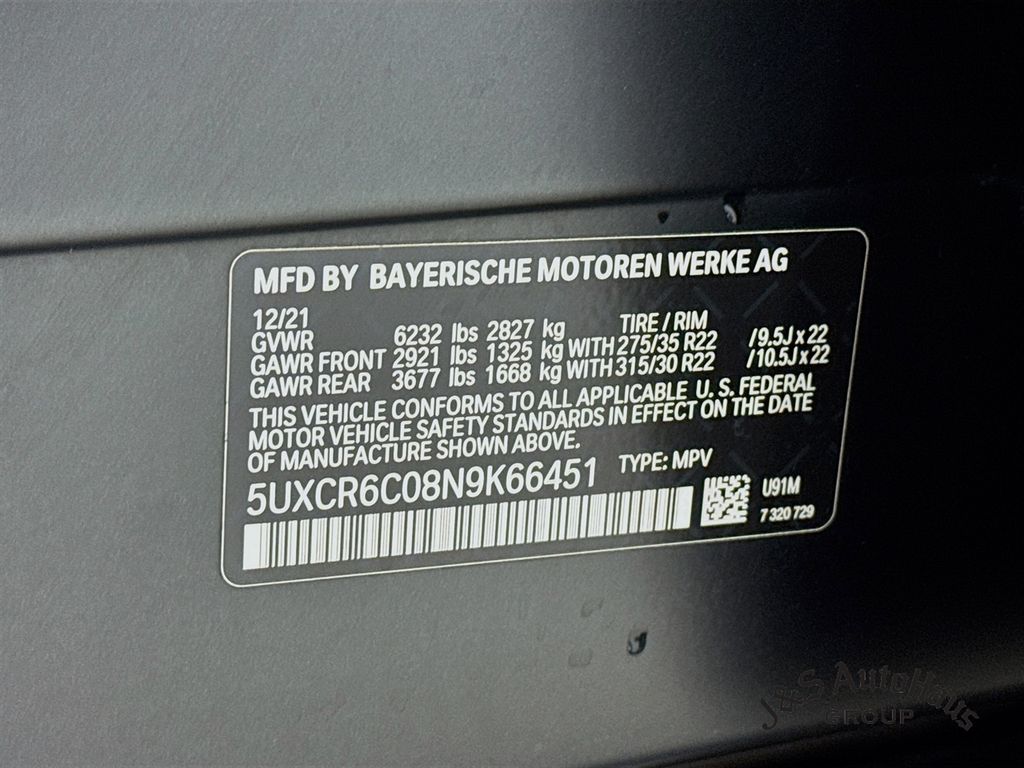 MFD BY BAYERISCHE MOTOREN WERKE AG
12/21 TIRE / RIM
GVWR 6232 lbs 2827 kg
GAWR FRONT 2921 lbs 1325 kg WITH 275/35 R22 /9.5J x 22
GAWR REAR 3677 lbs 1668 kg WITH 315/30 R22 /10.5J x 22
THIS VEHICLE CONFORMS TO ALL APPLICABLE U. S. FEDERAL
MOTOR VEHICLE SAFETY STANDARDS IN EFFECT ON THE DATE
OF MANUFACTURE SHOWN ABOVE.
5UXCR6C08N9K66451 TYPE: MPV
U91M
7 320 729
J&S AutoHaus
GROUP